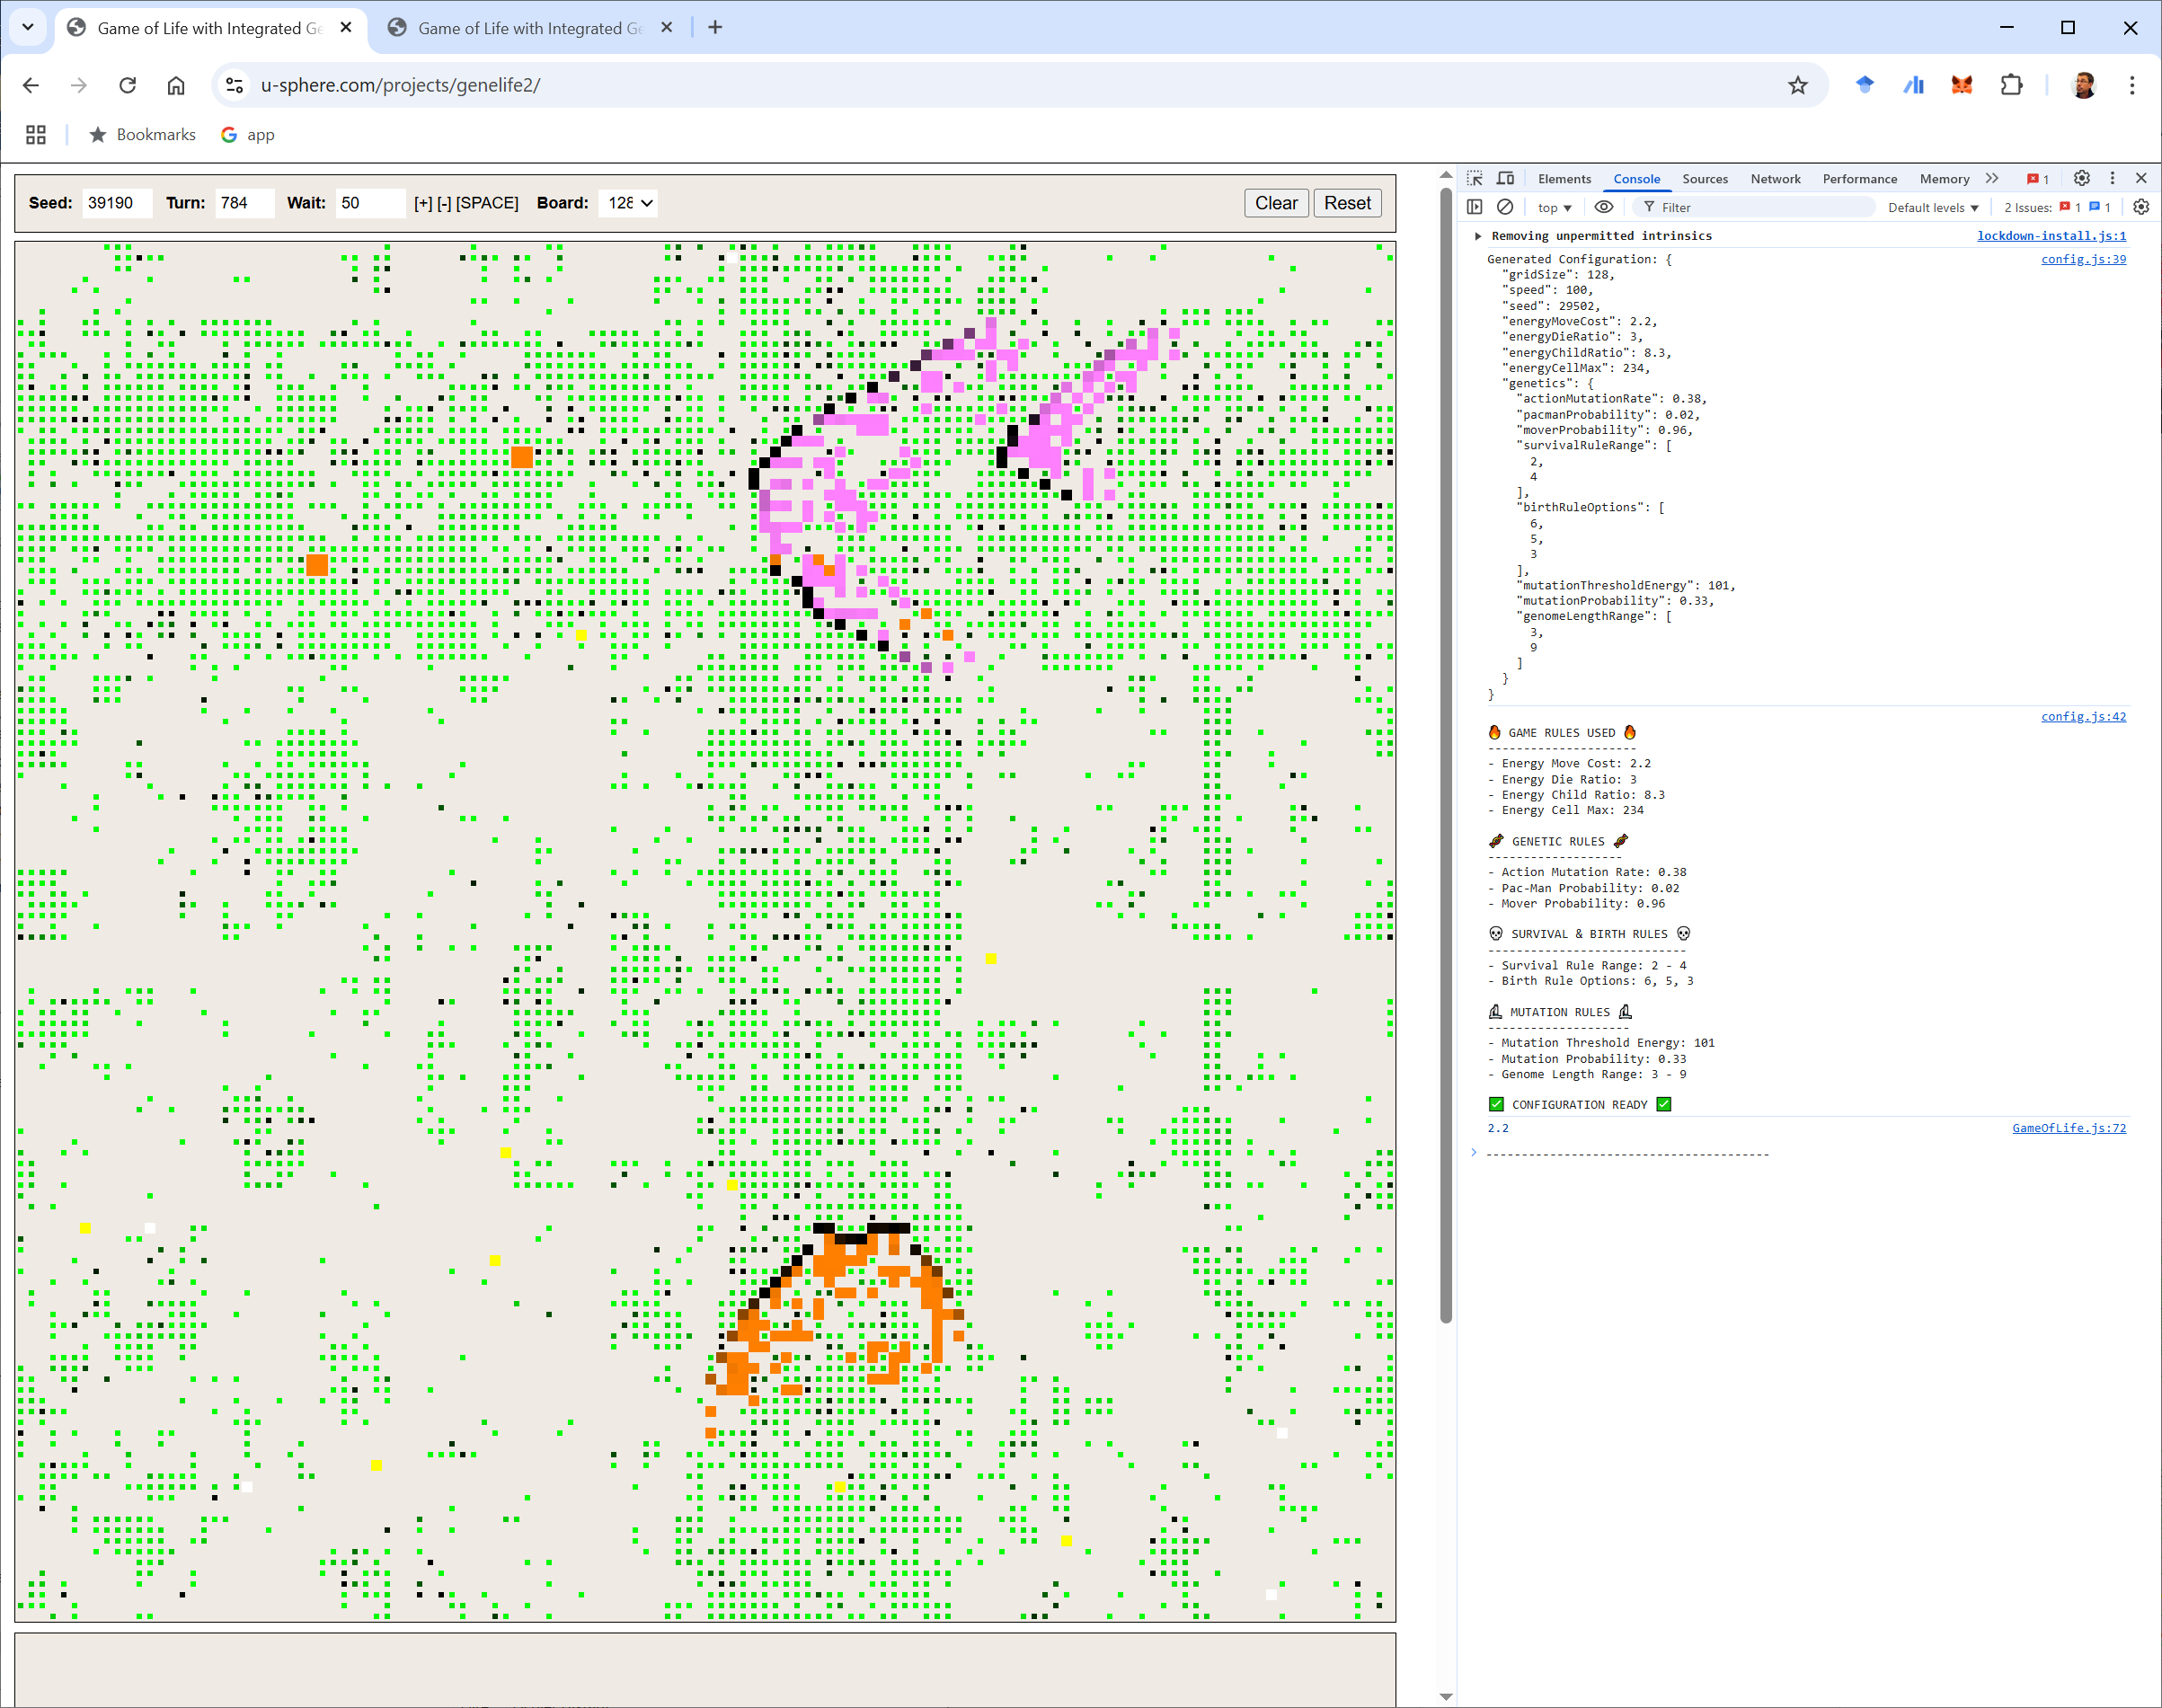 Game of Life with Integrated Ge
Game of Life with Integrated Ge
u-sphere.com/projects/genelife2/
Bookmarks
app
Seed: 39190 Turn: 784 Wait: 50 [+] [-] [SPACE] Board: 128 Clear Reset
Elements Console Sources Network Performance Memory 1
top Filter Default levels 2 Issues: 1 1
Removing unpermitted intrinsics lockdown-install.js:1
Generated Configuration: { config.js:39
"gridSize": 128,
"speed": 100,
"seed": 29502,
"energyMoveCost": 2.2,
"energyDieRatio": 3,
"energyChildRatio": 8.3,
"energyCellMax": 234,
"genetics": {
"actionMutationRate": 0.38,
"pacmanProbability": 0.02,
"moverProbability": 0.96,
"survivalRuleRange": [
2,
4
],
"birthRuleOptions": [
6,
5,
3
],
"mutationThresholdEnergy": 101,
"mutationProbability": 0.33,
"genomeLengthRange": [
3,
9
]
}
}
config.js:42
🔥 GAME RULES USED 🔥
---------------------
- Energy Move Cost: 2.2
- Energy Die Ratio: 3
- Energy Child Ratio: 8.3
- Energy Cell Max: 234
GENETIC RULES
-------------------
- Action Mutation Rate: 0.38
- Pac-Man Probability: 0.02
- Mover Probability: 0.96
💀 SURVIVAL & BIRTH RULES 💀
----------------------------
- Survival Rule Range: 2 - 4
- Birth Rule Options: 6, 5, 3
MUTATION RULES
--------------------
- Mutation Threshold Energy: 101
- Mutation Probability: 0.33
- Genome Length Range: 3 - 9
✅ CONFIGURATION READY ✅
2.2 GameOfLife.js:72
----------------------------------------